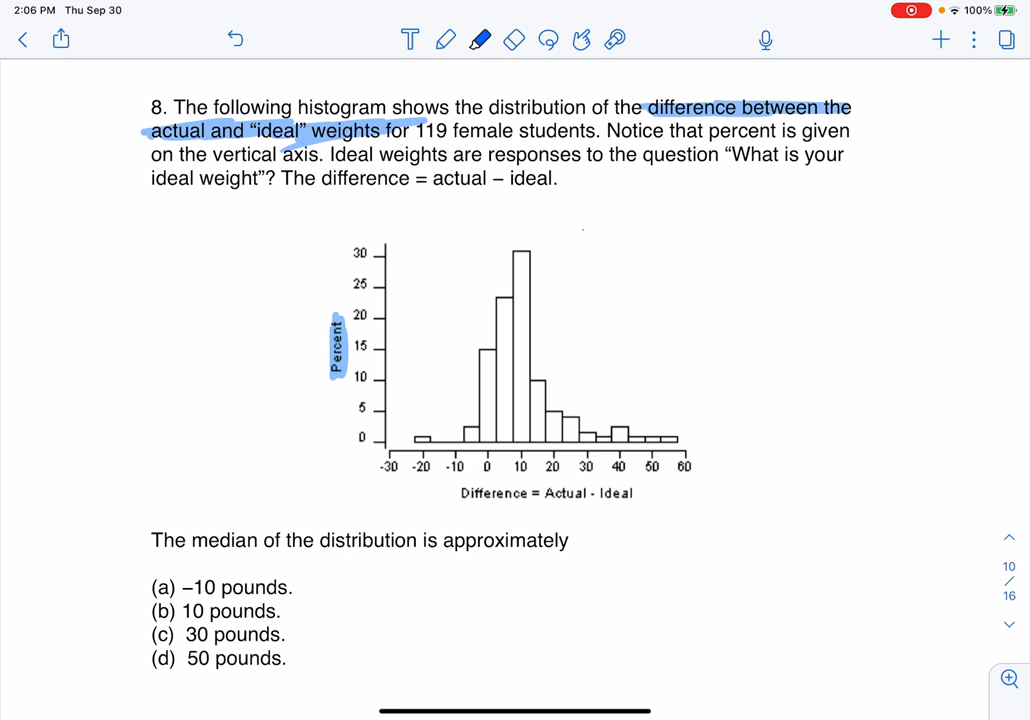 2:06 PM Thu Sep 30
100%
8. The following histogram shows the distribution of the difference between the
actual and “ideal” weights for 119 female students. Notice that percent is given
on the vertical axis. Ideal weights are responses to the question “What is your
ideal weight”? The difference = actual – ideal.
30
25
20
15
10
5
0
Percent
-30 -20 -10 0 10 20 30 40 50 60
Difference = Actual - Ideal
The median of the distribution is approximately
(a) –10 pounds.
(b) 10 pounds.
(c) 30 pounds.
(d) 50 pounds.
10
/
16